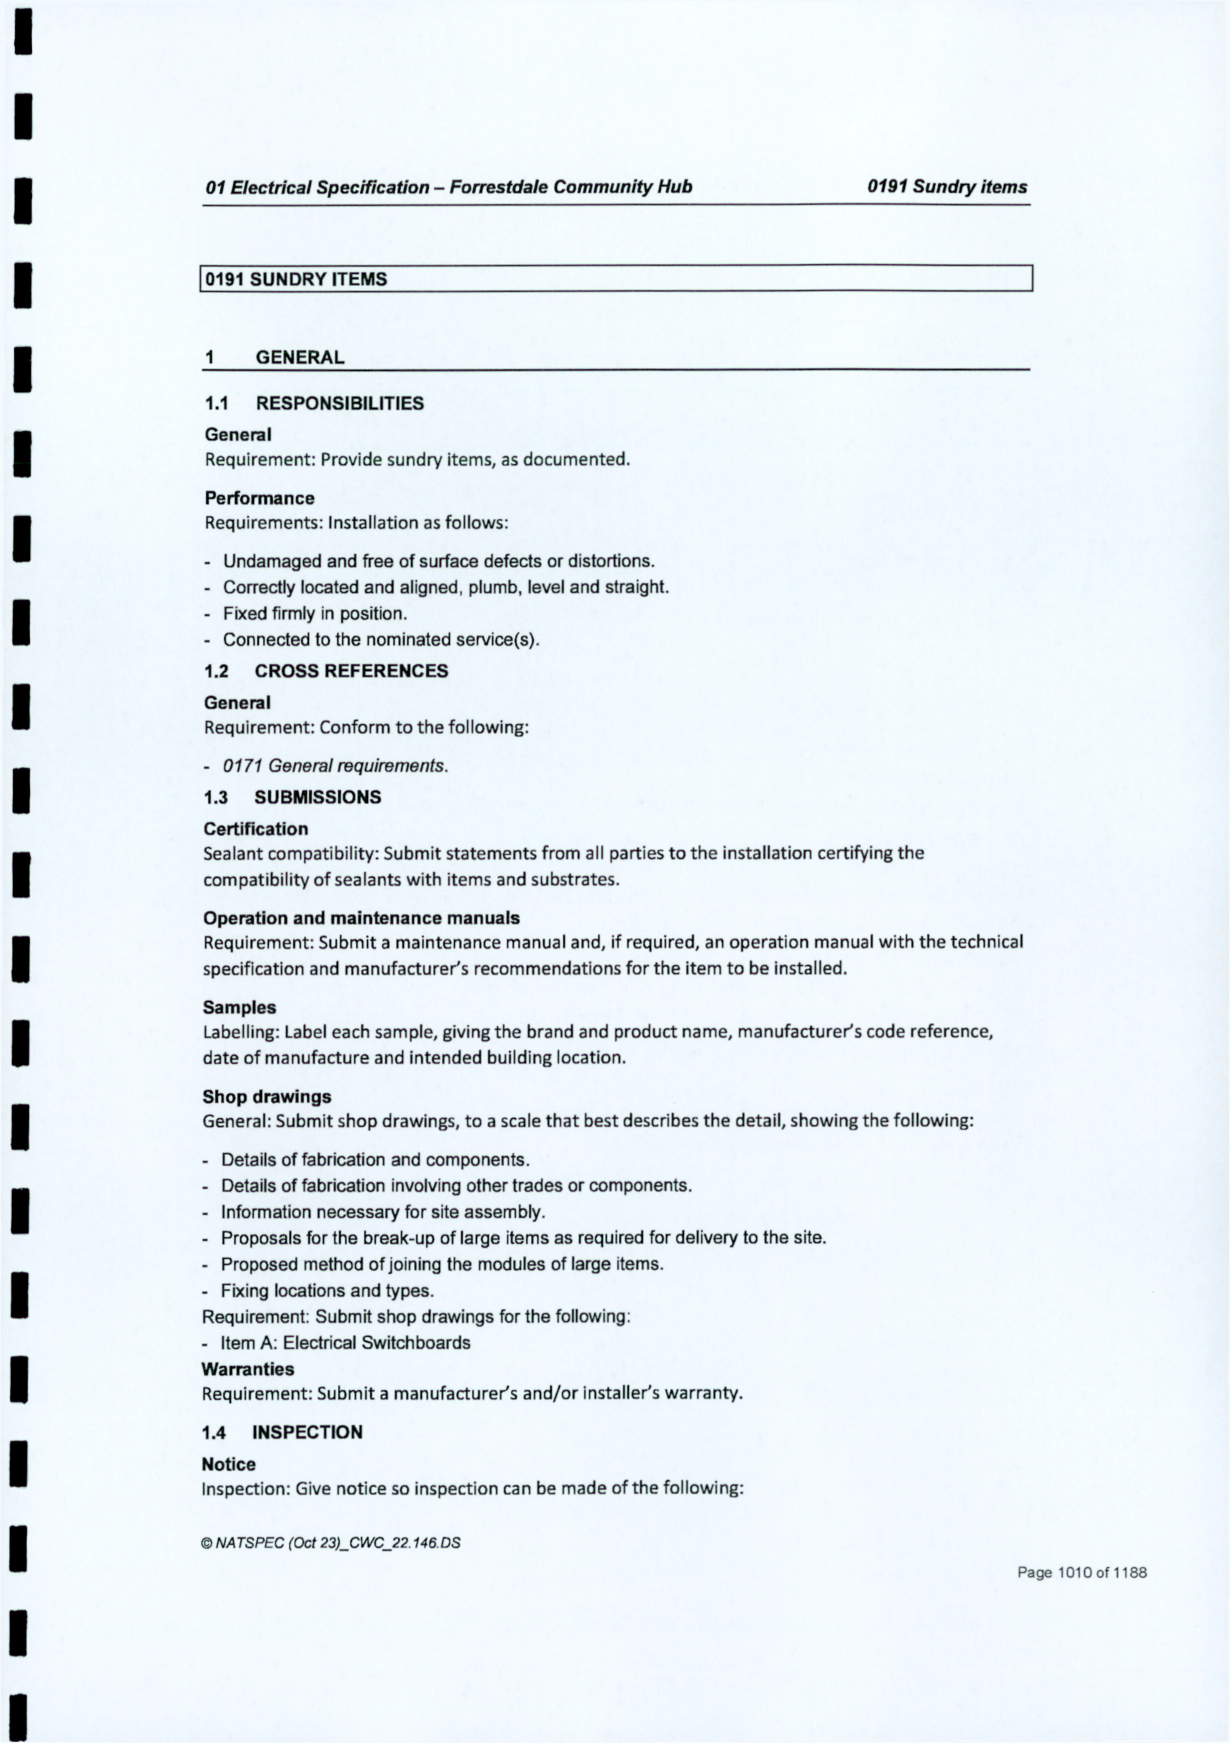 01 Electrical Specification – Forrestdale Community Hub 0191 Sundry items
0191 SUNDRY ITEMS
1 GENERAL
1.1 RESPONSIBILITIES
General
Requirement: Provide sundry items, as documented.
Performance
Requirements: Installation as follows:
- Undamaged and free of surface defects or distortions.
- Correctly located and aligned, plumb, level and straight.
- Fixed firmly in position.
- Connected to the nominated service(s).
1.2 CROSS REFERENCES
General
Requirement: Conform to the following:
- 0171 General requirements.
1.3 SUBMISSIONS
Certification
Sealant compatibility: Submit statements from all parties to the installation certifying the
compatibility of sealants with items and substrates.
Operation and maintenance manuals
Requirement: Submit a maintenance manual and, if required, an operation manual with the technical
specification and manufacturer's recommendations for the item to be installed.
Samples
Labelling: Label each sample, giving the brand and product name, manufacturer's code reference,
date of manufacture and intended building location.
Shop drawings
General: Submit shop drawings, to a scale that best describes the detail, showing the following:
- Details of fabrication and components.
- Details of fabrication involving other trades or components.
- Information necessary for site assembly.
- Proposals for the break-up of large items as required for delivery to the site.
- Proposed method of joining the modules of large items.
- Fixing locations and types.
Requirement: Submit shop drawings for the following:
- Item A: Electrical Switchboards
Warranties
Requirement: Submit a manufacturer's and/or installer's warranty.
1.4 INSPECTION
Notice
Inspection: Give notice so inspection can be made of the following:
© NATSPEC (Oct 23)_CWC_22.146.DS
Page 1010 of 1188